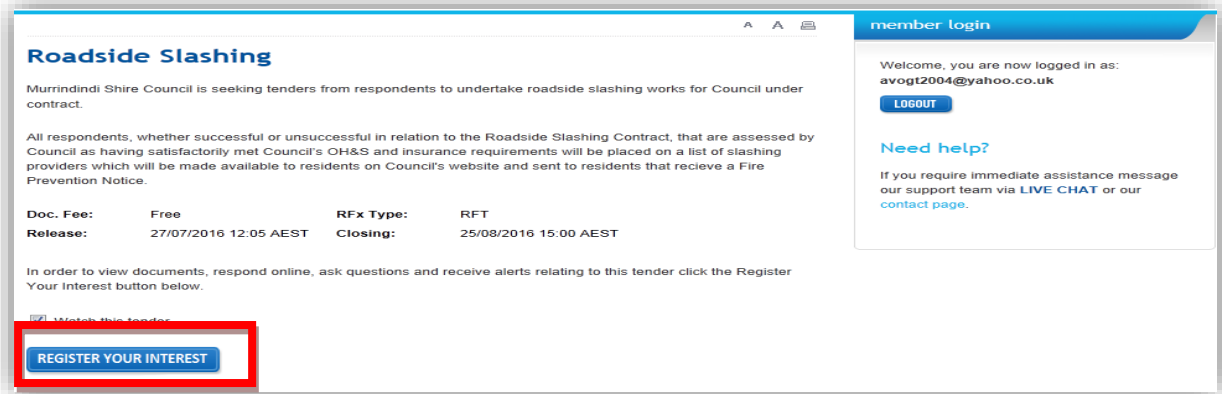 A A
Roadside Slashing
Murrindindi Shire Council is seeking tenders from respondents to undertake roadside slashing works for Council under
contract.
All respondents, whether successful or unsuccessful in relation to the Roadside Slashing Contract, that are assessed by
Council as having satisfactorily met Council's OH&S and insurance requirements will be placed on a list of slashing
providers which will be made available to residents on Council's website and sent to residents that recieve a Fire
Prevention Notice.
Doc. Fee: Free RFx Type: RFT
Release: 27/07/2016 12:05 AEST Closing: 25/08/2016 15:00 AEST
In order to view documents, respond online, ask questions and receive alerts relating to this tender click the Register
Your Interest button below.
Watch this tender
REGISTER YOUR INTEREST
member login
Welcome, you are now logged in as:
avogt2004@yahoo.co.uk
LOGOUT
Need help?
If you require immediate assistance message
our support team via LIVE CHAT or our
contact page.